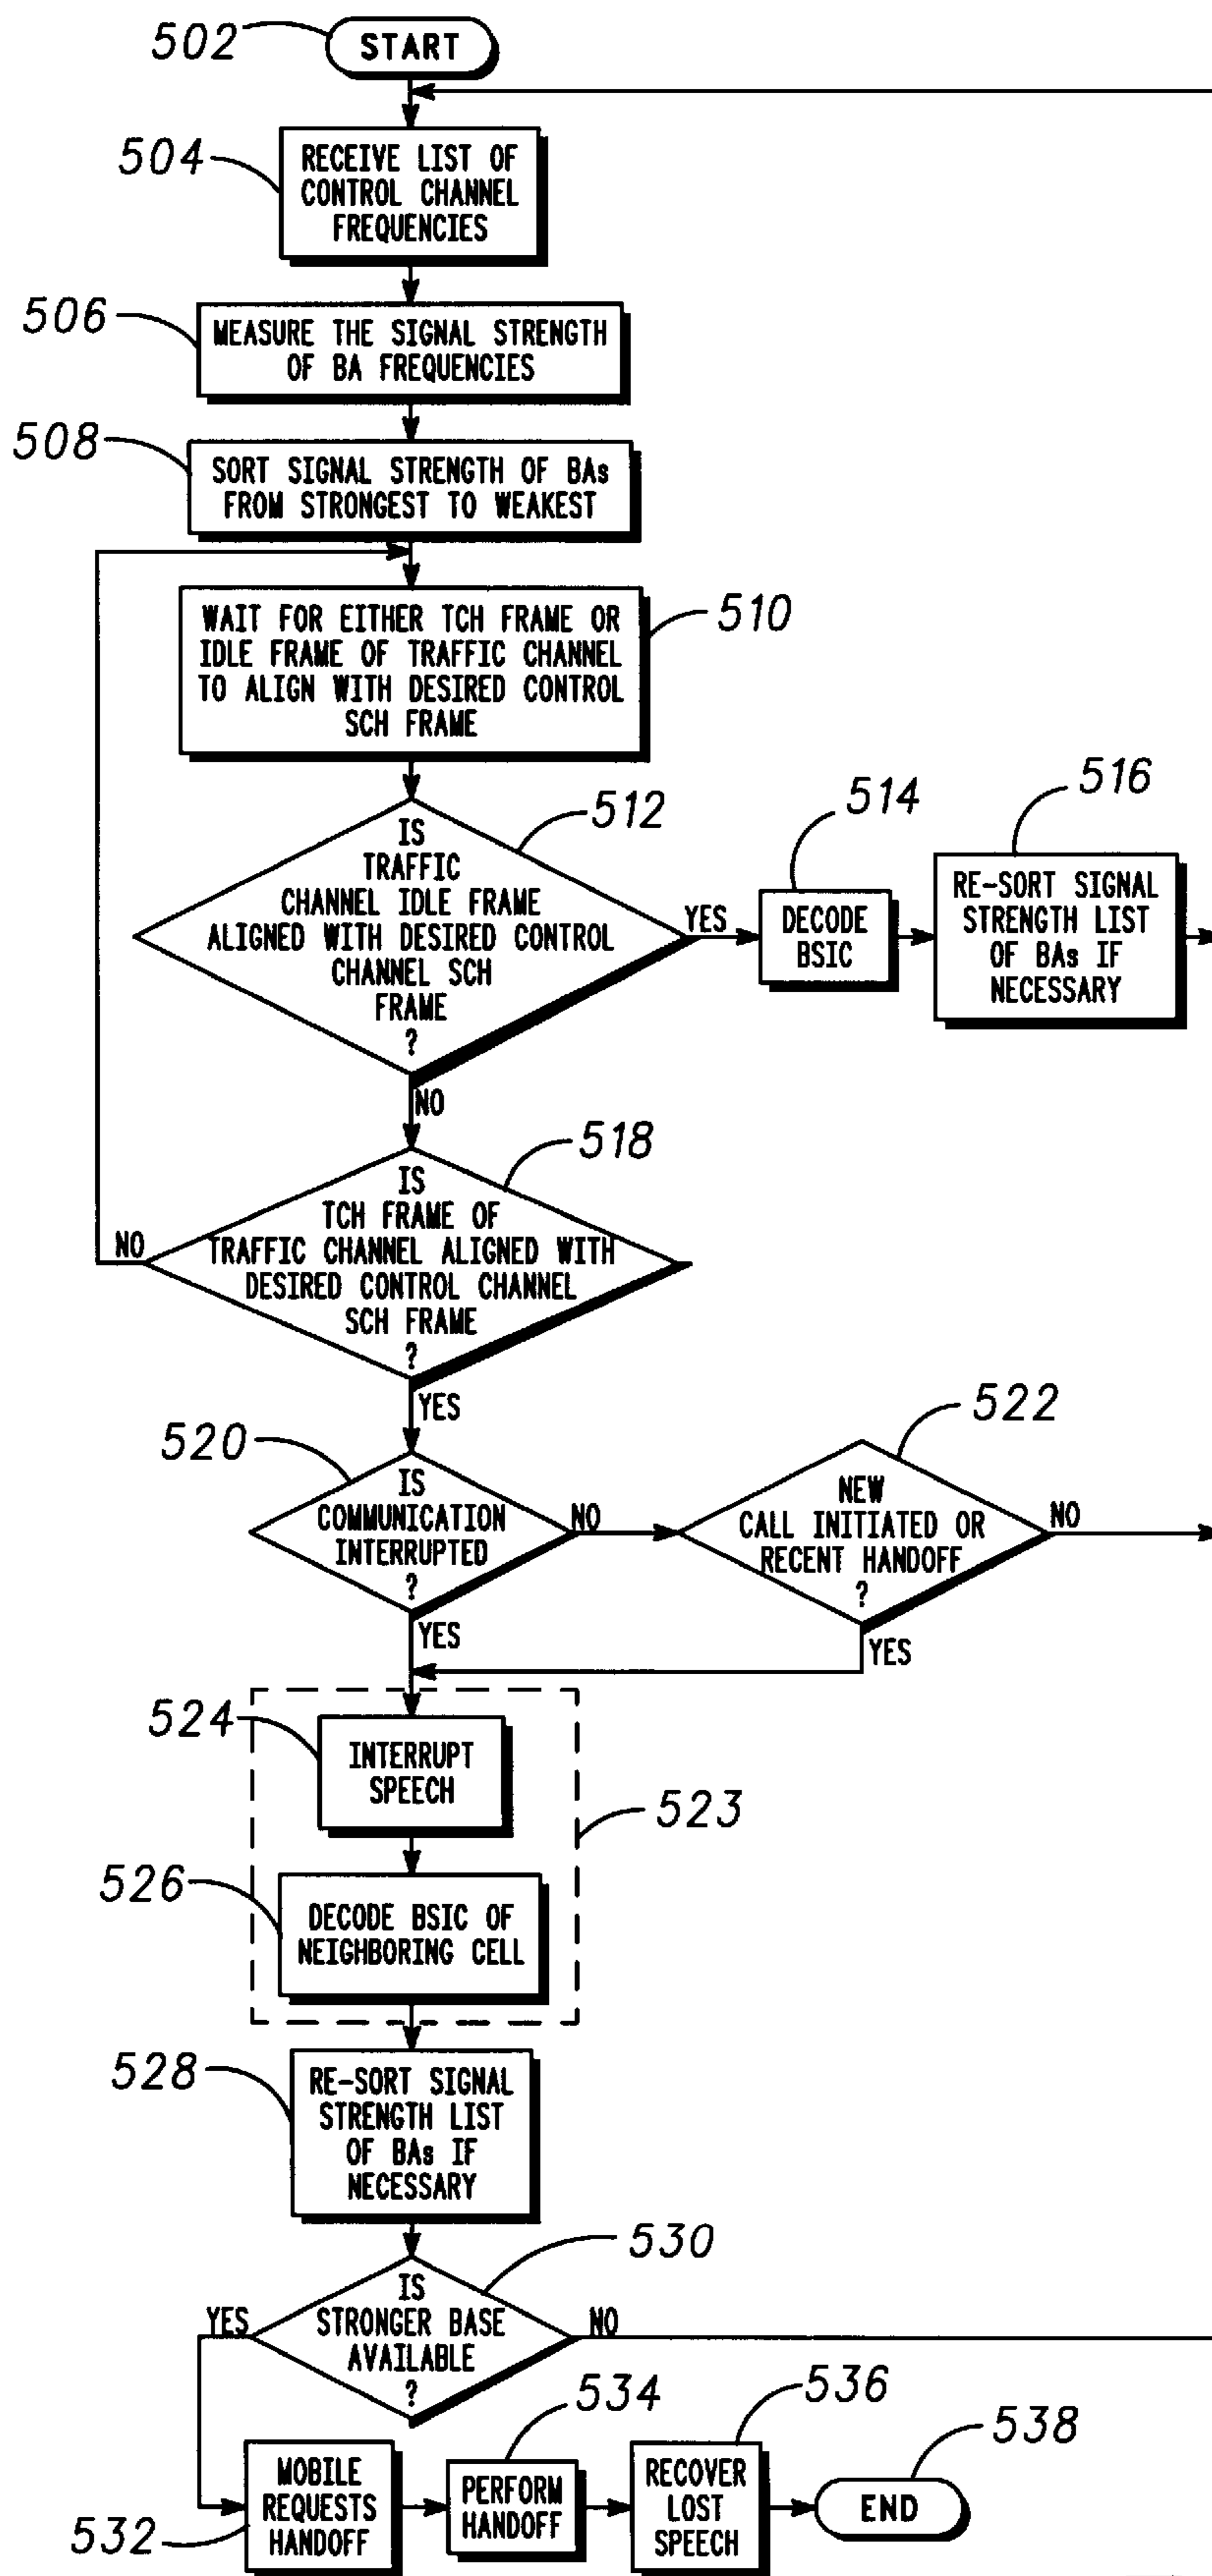 502
START
504
RECEIVE LIST OF
CONTROL CHANNEL
FREQUENCIES
506
MEASURE THE SIGNAL STRENGTH
OF BA FREQUENCIES
508
SORT SIGNAL STRENGTH OF BAs
FROM STRONGEST TO WEAKEST
510
WAIT FOR EITHER TCH FRAME OR
IDLE FRAME OF TRAFFIC CHANNEL
TO ALIGN WITH DESIRED CONTROL
SCH FRAME
512
IS
TRAFFIC
CHANNEL IDLE FRAME
ALIGNED WITH DESIRED CONTROL
CHANNEL SCH
FRAME
?
YES
514
DECODE
BSIC
516
RE-SORT SIGNAL
STRENGTH LIST
OF BAs IF
NECESSARY
NO
518
IS
TCH FRAME OF
TRAFFIC CHANNEL ALIGNED WITH
DESIRED CONTROL CHANNEL
SCH FRAME
?
NO
YES
520
IS
COMMUNICATION
INTERRUPTED
?
NO
522
NEW
CALL INITIATED OR
RECENT HANDOFF
?
NO
YES
YES
524
INTERRUPT
SPEECH
523
526
DECODE BSIC OF
NEIGHBORING CELL
528
RE-SORT SIGNAL
STRENGTH LIST
OF BAs IF
NECESSARY
530
IS
STRONGER BASE
AVAILABLE
?
YES
NO
532
MOBILE
REQUESTS
HANDOFF
534
PERFORM
HANDOFF
536
RECOVER
LOST
SPEECH
538
END